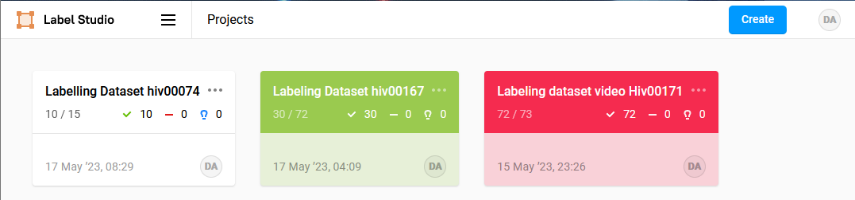 Label Studio
Projects
Create
DA
Labelling Dataset hiv00074
10 / 15
10
0
0
17 May '23, 08:29
DA
Labeling Dataset hiv00167
30 / 72
30
0
0
17 May '23, 04:09
DA
Labeling dataset video Hiv00171
72 / 73
72
0
0
15 May '23, 23:26
DA